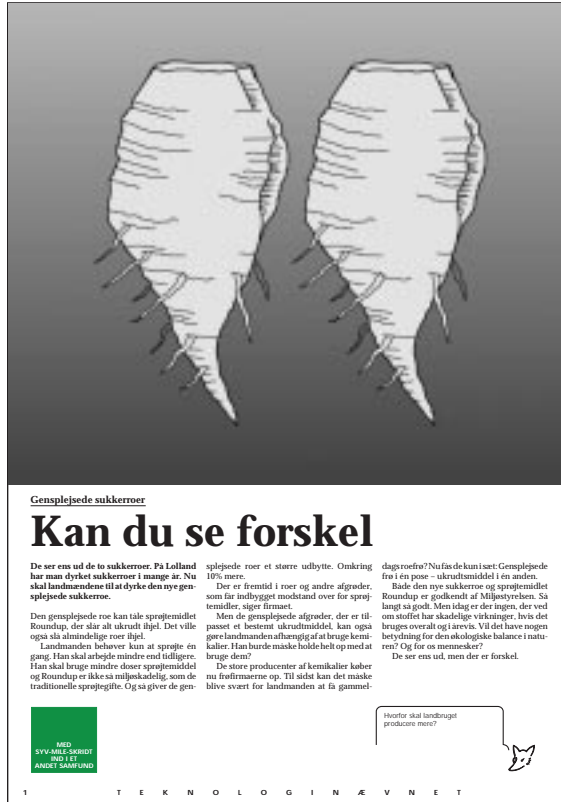 Gensplejsede sukkerroer
Kan du se forskel
De ser ens ud de to sukkerroer. På Lolland
har man dyrket sukkerroer i mange år. Nu
skal landmændene til at dyrke den nye gen-
splejsede sukkerroe.
Den gensplejsede roe kan tåle sprøjtemidlet
Roundup, der slår alt ukrudt ihjel. Det ville
også slå almindelige roer ihjel.
Landmanden behøver kun at sprøjte én
gang. Han skal arbejde mindre end tidligere.
Han skal bruge mindre doser sprøjtemiddel
og Roundup er ikke så miljøskadelig, som de
traditionelle sprøjtegifte. Og så giver de gen-
splejsede roer et større udbytte. Omkring
10% mere.
Der er fremtid i roer og andre afgrøder,
som får indbygget modstand over for sprøj-
temidler, siger firmaet.
Men de gensplejsede afgrøder, der er til-
passet et bestemt ukrudtmiddel, kan også
gøre landmanden afhængig af at bruge kemi-
kalier. Han burde måske holde helt op med at
bruge dem?
De store producenter af kemikalier køber
nu frøfirmaerne op. Til sidst kan det måske
blive svært for landmanden at få gammel-
dags roefrø? Nu fås de kun i sæt: Gensplejsede
frø i én pose – ukrudtsmiddel i én anden.
Både den nye sukkerroe og sprøjtemidlet
Roundup er godkendt af Miljøstyrelsen. Så
langt så godt. Men idag er der ingen, der ved
om stoffet har skadelige virkninger, hvis det
bruges overalt og i årevis. Vil det have nogen
betydning for den økologiske balance i natu-
ren? Og for os mennesker?
De ser ens ud, men der er forskel.
MED
SYV-MILE-SKRIDT
IND I ET
ANDET SAMFUND
Hvorfor skal landbruget
producere mere?
1 T E K N O L O G I N Æ V N E T